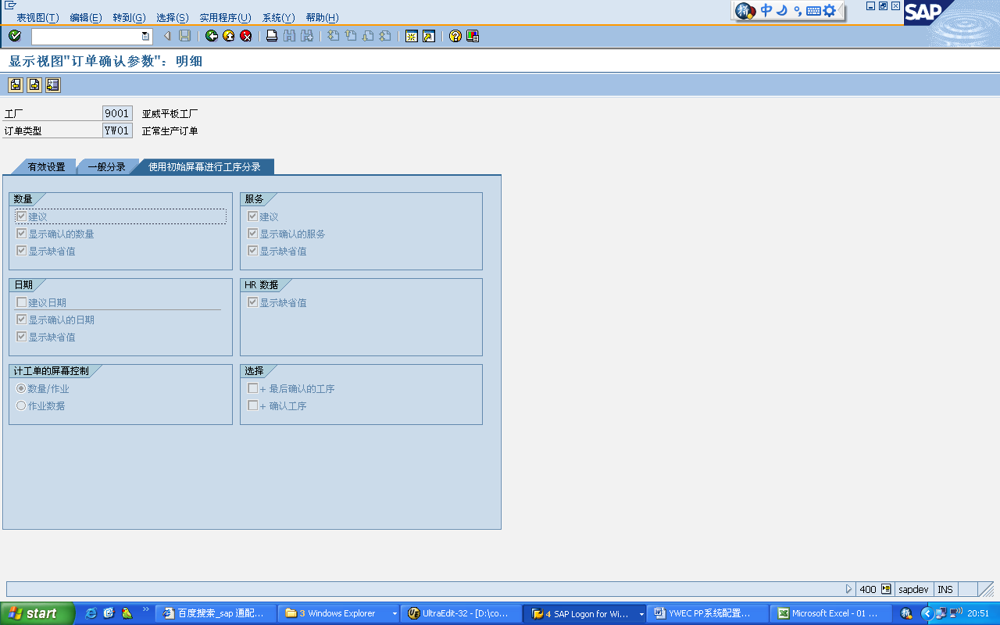 表视图(T) 编辑(E) 转到(G) 选择(S) 实用程序(U) 系统(Y) 帮助(H)
中
SAP
显示视图"订单确认参数": 明细
工厂 9001 亚威平板工厂
订单类型 YW01 正常生产订单
有效设置 一般分录 使用初始屏幕进行工序分录
数量
建议
显示确认的数量
显示缺省值
服务
建议
显示确认的服务
显示缺省值
日期
建议日期
显示确认的日期
显示缺省值
HR 数据
显示缺省值
计工单的屏幕控制
数量/作业
作业数据
选择
+ 最后确认的工序
+ 确认工序
400 sapdev INS
start 百度搜索_sap 通配... 3 Windows Explorer UltraEdit-32 - [D:\co... 4 SAP Logon for Wi... YWEC PP系统配置... Microsoft Excel - 01 ... 20:51